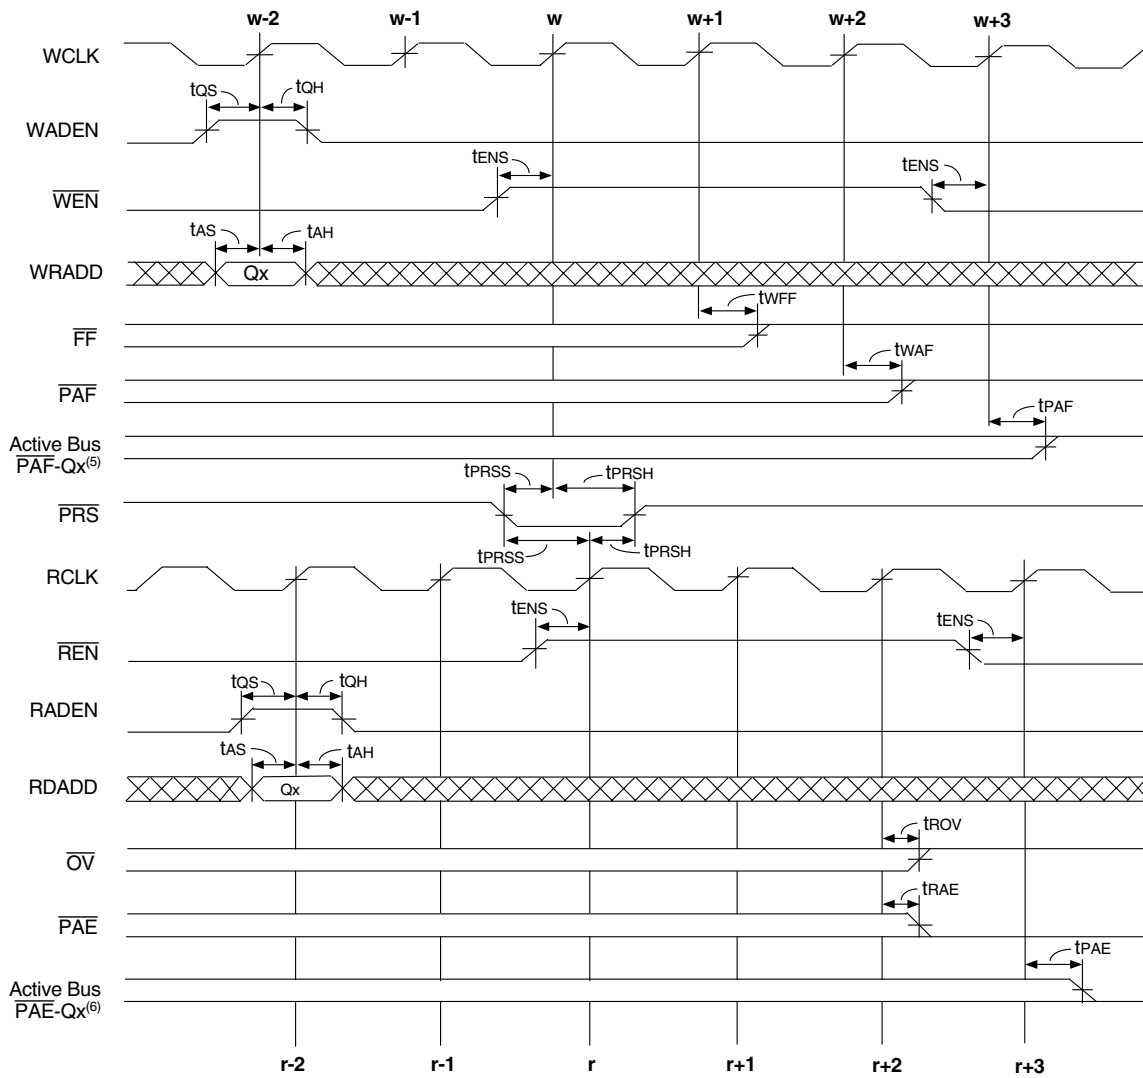 w-2 w-1 w w+1 w+2 w+3
WCLK
tQS tQH
WADEN
tENS tENS
WEN
tAS tAH
WRADD Qx
tWFF
FF
tWAF
PAF
tPAF
Active Bus
PAF-Qx(5)
tPRSS tPRSH
PRS
tPRSS tPRSH
RCLK
tENS tENS
REN
tQS tQH
RADEN
tAS tAH
RDADD Qx
tROV
OV
tRAE
PAE
tPAE
Active Bus
PAE-Qx(6)
r-2 r-1 r r+1 r+2 r+3